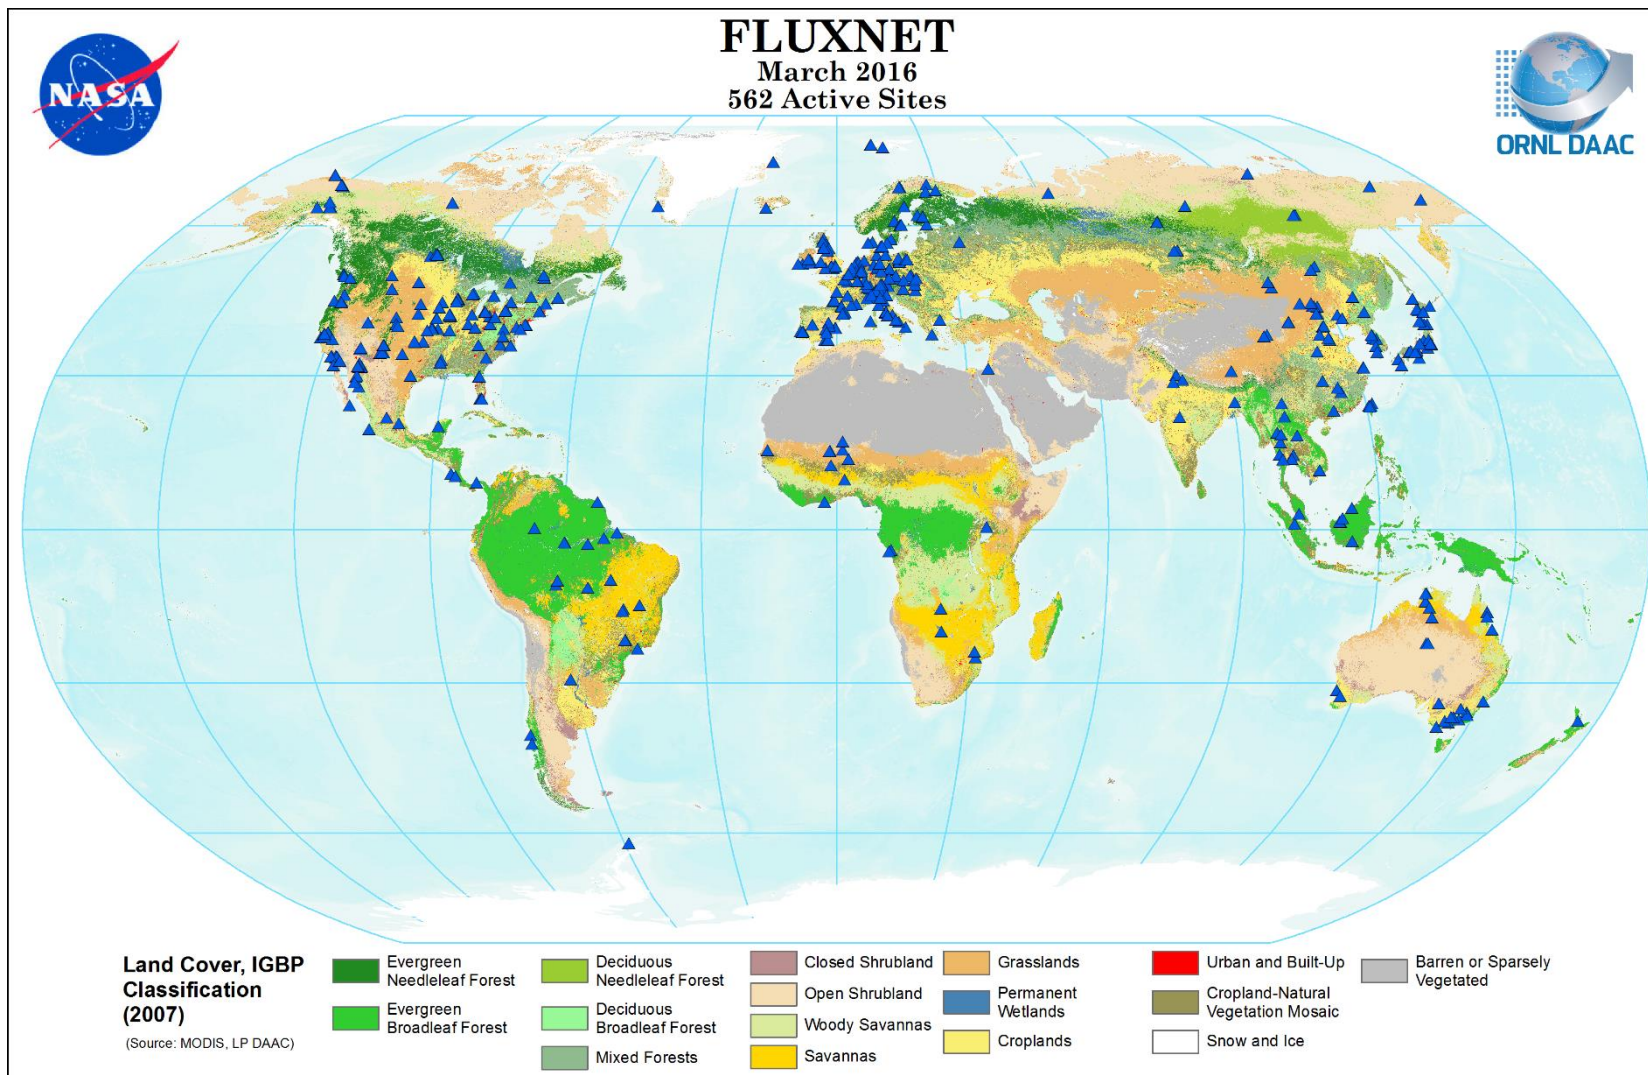 FLUXNET
March 2016
562 Active Sites
NASA
ORNL DAAC
Land Cover, IGBP
Classification
(2007)
(Source: MODIS, LP DAAC)
Evergreen
Needleleaf Forest
Evergreen
Broadleaf Forest
Deciduous
Needleleaf Forest
Deciduous
Broadleaf Forest
Mixed Forests
Closed Shrubland
Open Shrubland
Woody Savannas
Savannas
Grasslands
Permanent
Wetlands
Croplands
Urban and Built-Up
Cropland-Natural
Vegetation Mosaic
Snow and Ice
Barren or Sparsely
Vegetated